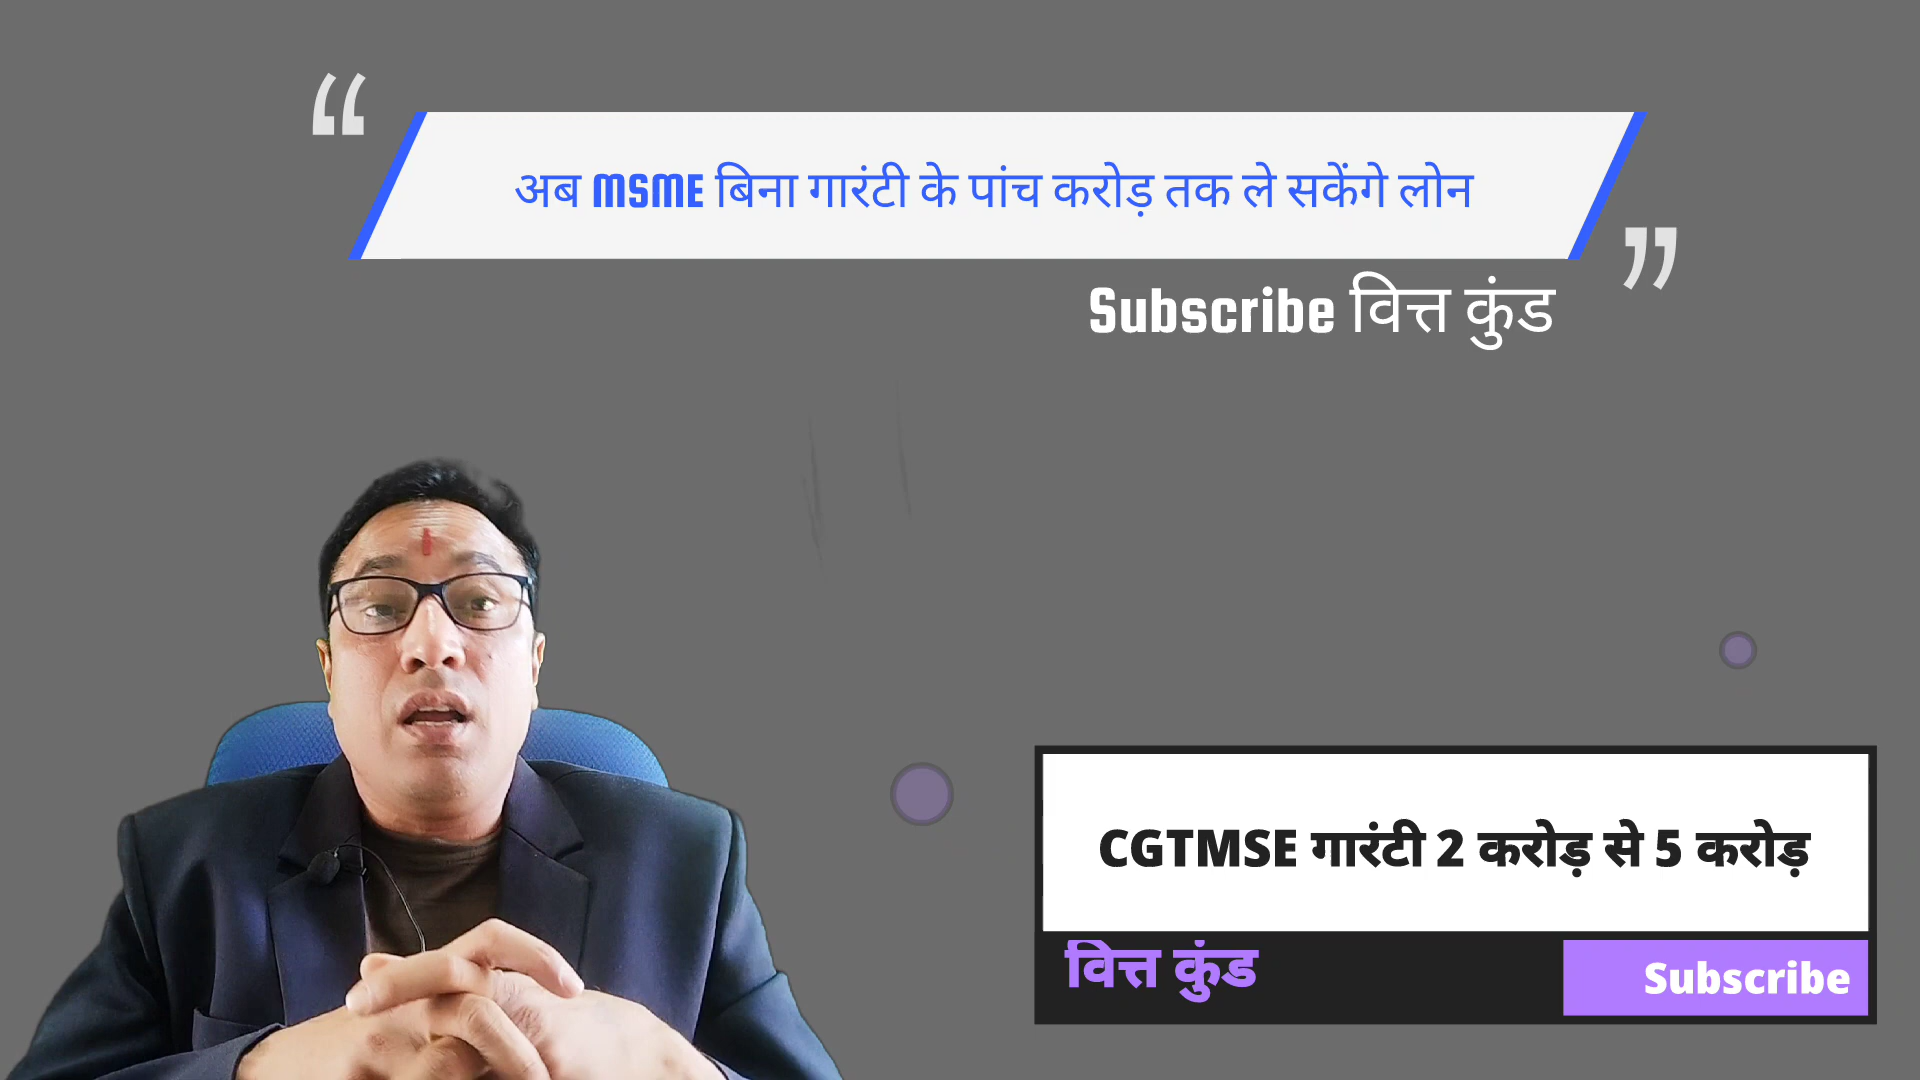 अब MSME बिना गारंटी के पांच करोड़ तक ले सकेंगे लोन
Subscribe वित्त कुंड
CGTMSE गारंटी 2 करोड़ से 5 करोड़
वित्त कुंड
Subscribe